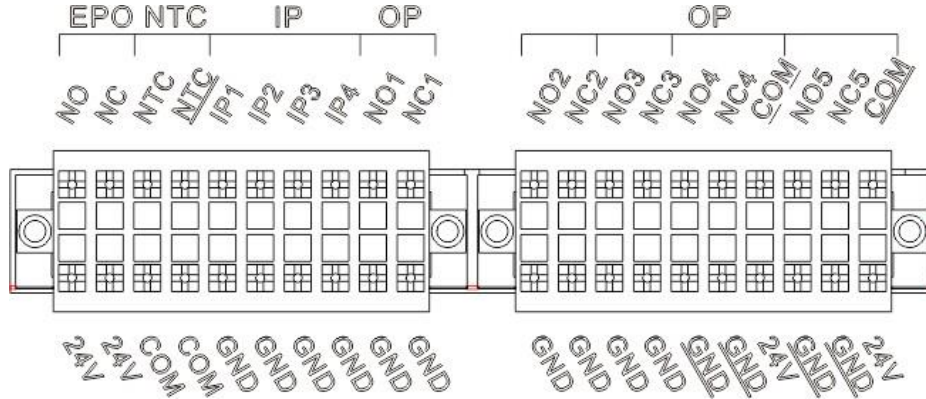 EPO NTC IP OP OP
NO NC NTC NTC IP1 IP2 IP3 IP4 NO1 NC1 NO2 NC2 NO3 NC3 NO4 NC4 COM NO5 NC5 COM
24V 24V COM COM GND GND GND GND GND GND GND GND GND GND GND GND 24V GND GND 24V